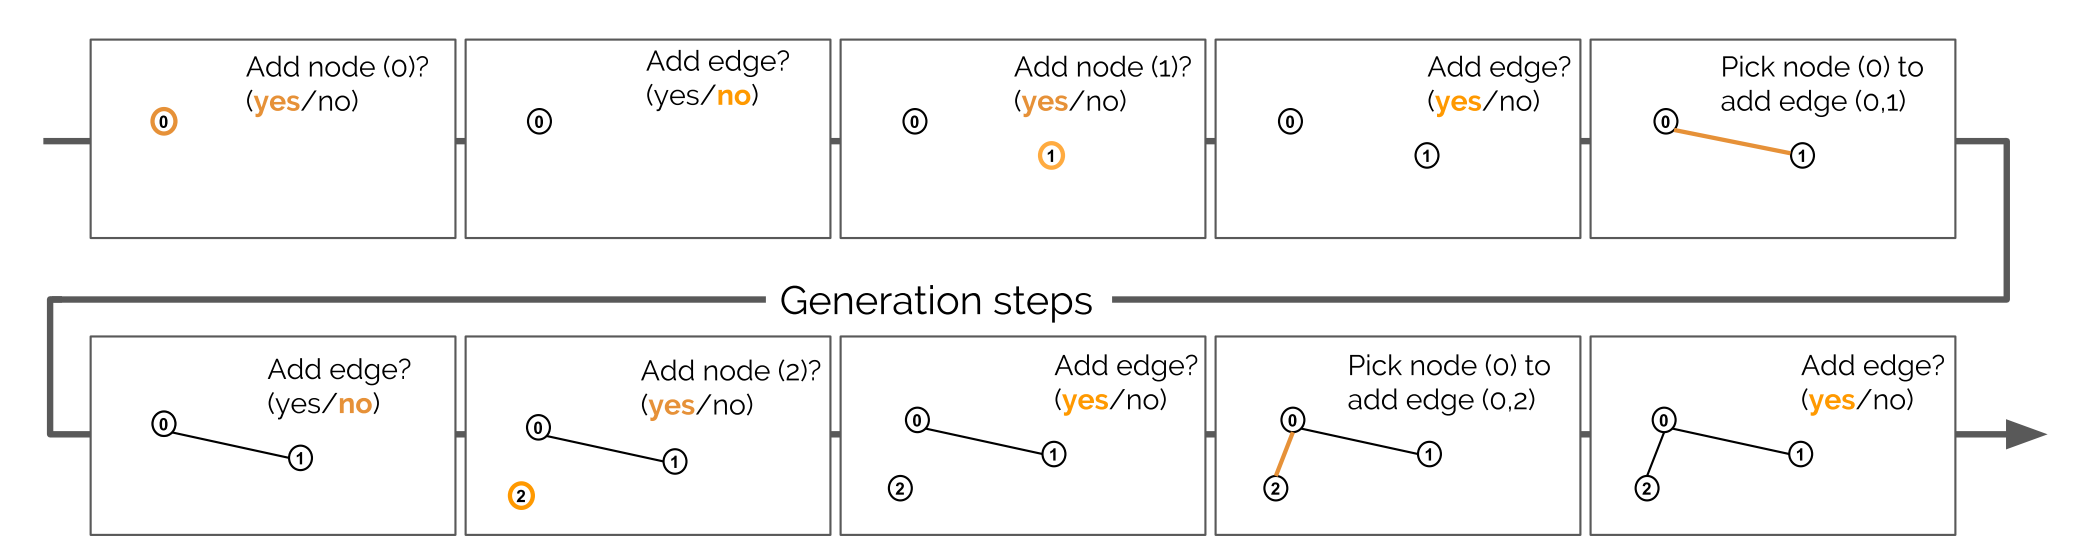 Add node (0)?
(yes/no)
0
Add edge?
(yes/no)
0
Add node (1)?
(yes/no)
0
1
Add edge?
(yes/no)
0
1
Pick node (0) to
add edge (0,1)
0
1
Generation steps
Add edge?
(yes/no)
0
1
Add node (2)?
(yes/no)
0
1
2
Add edge?
(yes/no)
0
1
2
Pick node (0) to
add edge (0,2)
0
1
2
Add edge?
(yes/no)
0
1
2